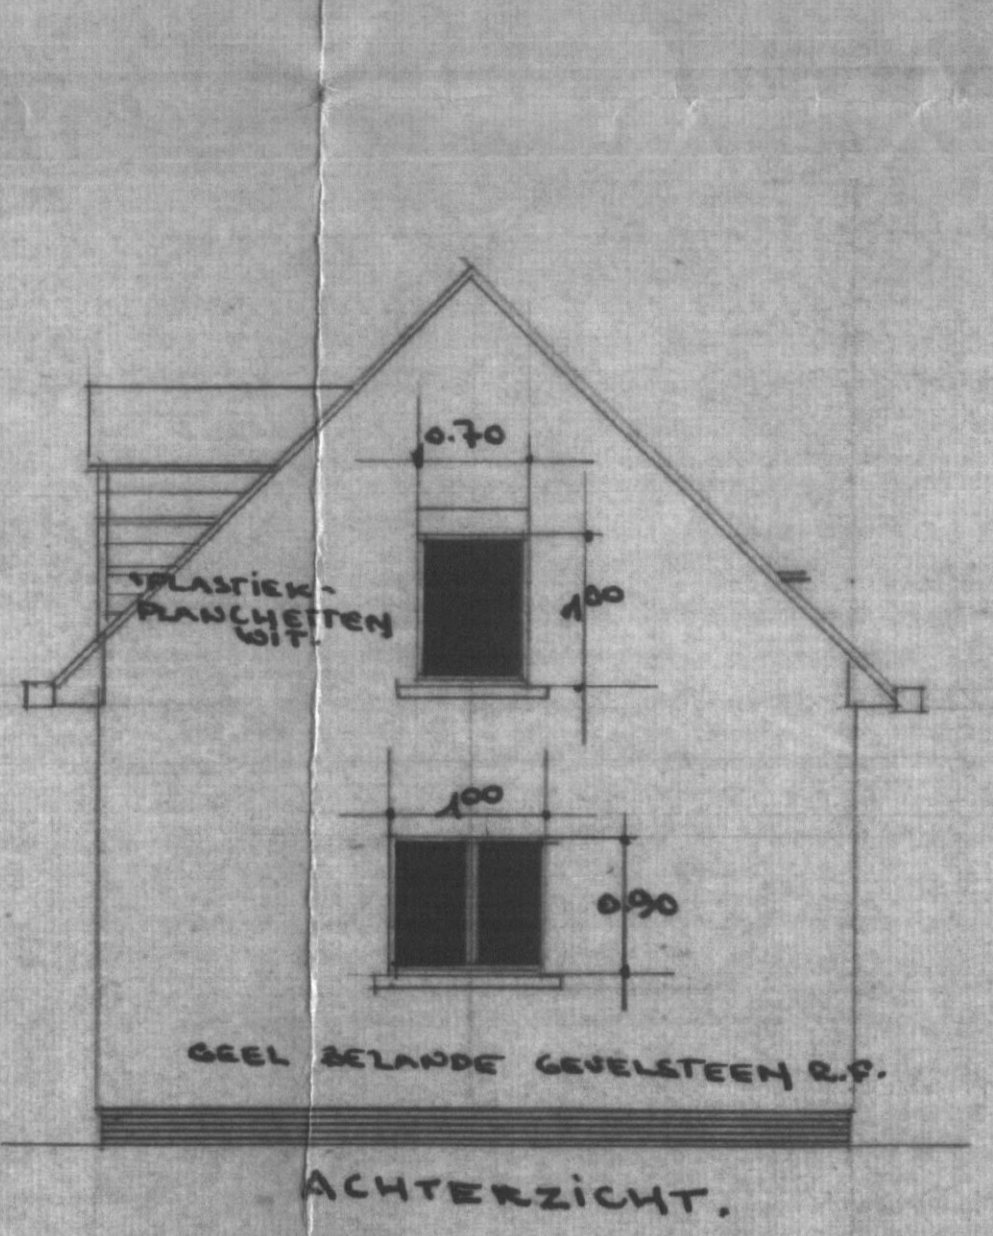 0.70
1.00
PLASTIEK-
PLANCHETTEN
WIT.
1.00
0.90
GEEL BEZANDE GEVELSTEEN R.F.
ACHTERZICHT.